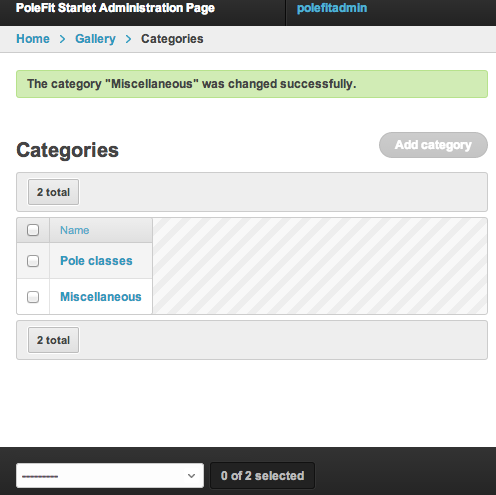 PoleFit Starlet Administration Page
polefitadmin
Home > Gallery > Categories
The category "Miscellaneous" was changed successfully.
Categories
Add category
2 total
Name
Pole classes
Miscellaneous
2 total
---------
0 of 2 selected